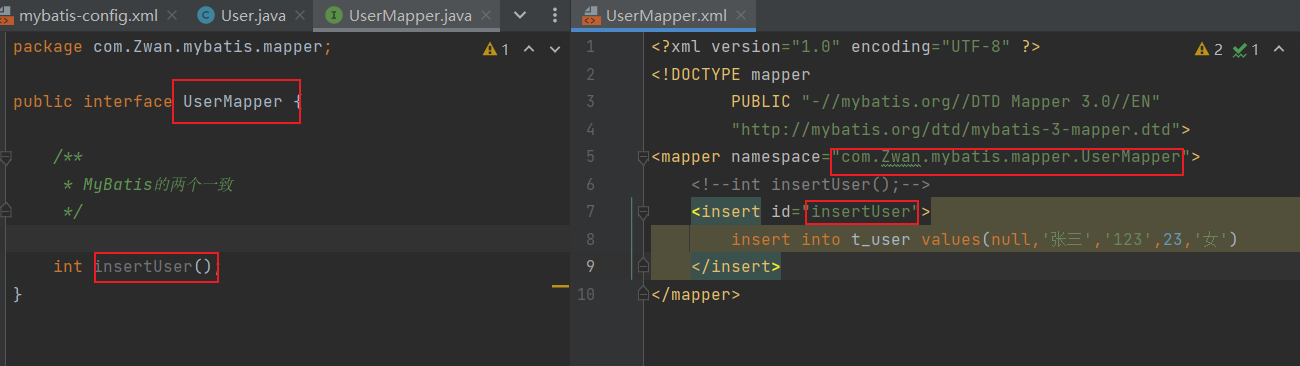 mybatis-config.xml User.java UserMapper.java UserMapper.xml
package com.Zwan.mybatis.mapper;
1
public interface UserMapper {
/**
* MyBatis的两个一致
*/
int insertUser();
}
2 1
1 <?xml version="1.0" encoding="UTF-8" ?>
2 <!DOCTYPE mapper
3 PUBLIC "-//mybatis.org//DTD Mapper 3.0//EN"
4 "http://mybatis.org/dtd/mybatis-3-mapper.dtd">
5 <mapper namespace="com.Zwan.mybatis.mapper.UserMapper">
6 <!--int insertUser();-->
7 <insert id="insertUser">
8 insert into t_user values(null,'张三','123',23,'女')
9 </insert>
10 </mapper>